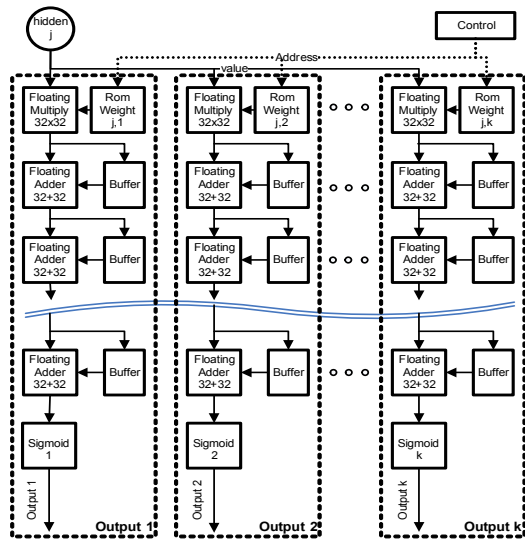 hidden
j
Control
Address
value
Floating
Multiply
32x32
Rom
Weight
j,1
Floating
Multiply
32x32
Rom
Weight
j,2
Floating
Multiply
32x32
Rom
Weight
j,k
Floating
Adder
32+32
Buffer
Floating
Adder
32+32
Buffer
Floating
Adder
32+32
Buffer
Floating
Adder
32+32
Buffer
Floating
Adder
32+32
Buffer
Floating
Adder
32+32
Buffer
Floating
Adder
32+32
Buffer
Floating
Adder
32+32
Buffer
Floating
Adder
32+32
Buffer
Sigmoid
1
Sigmoid
2
Sigmoid
k
Output 1
Output 2
Output k
Output 1
Output 2
Output k